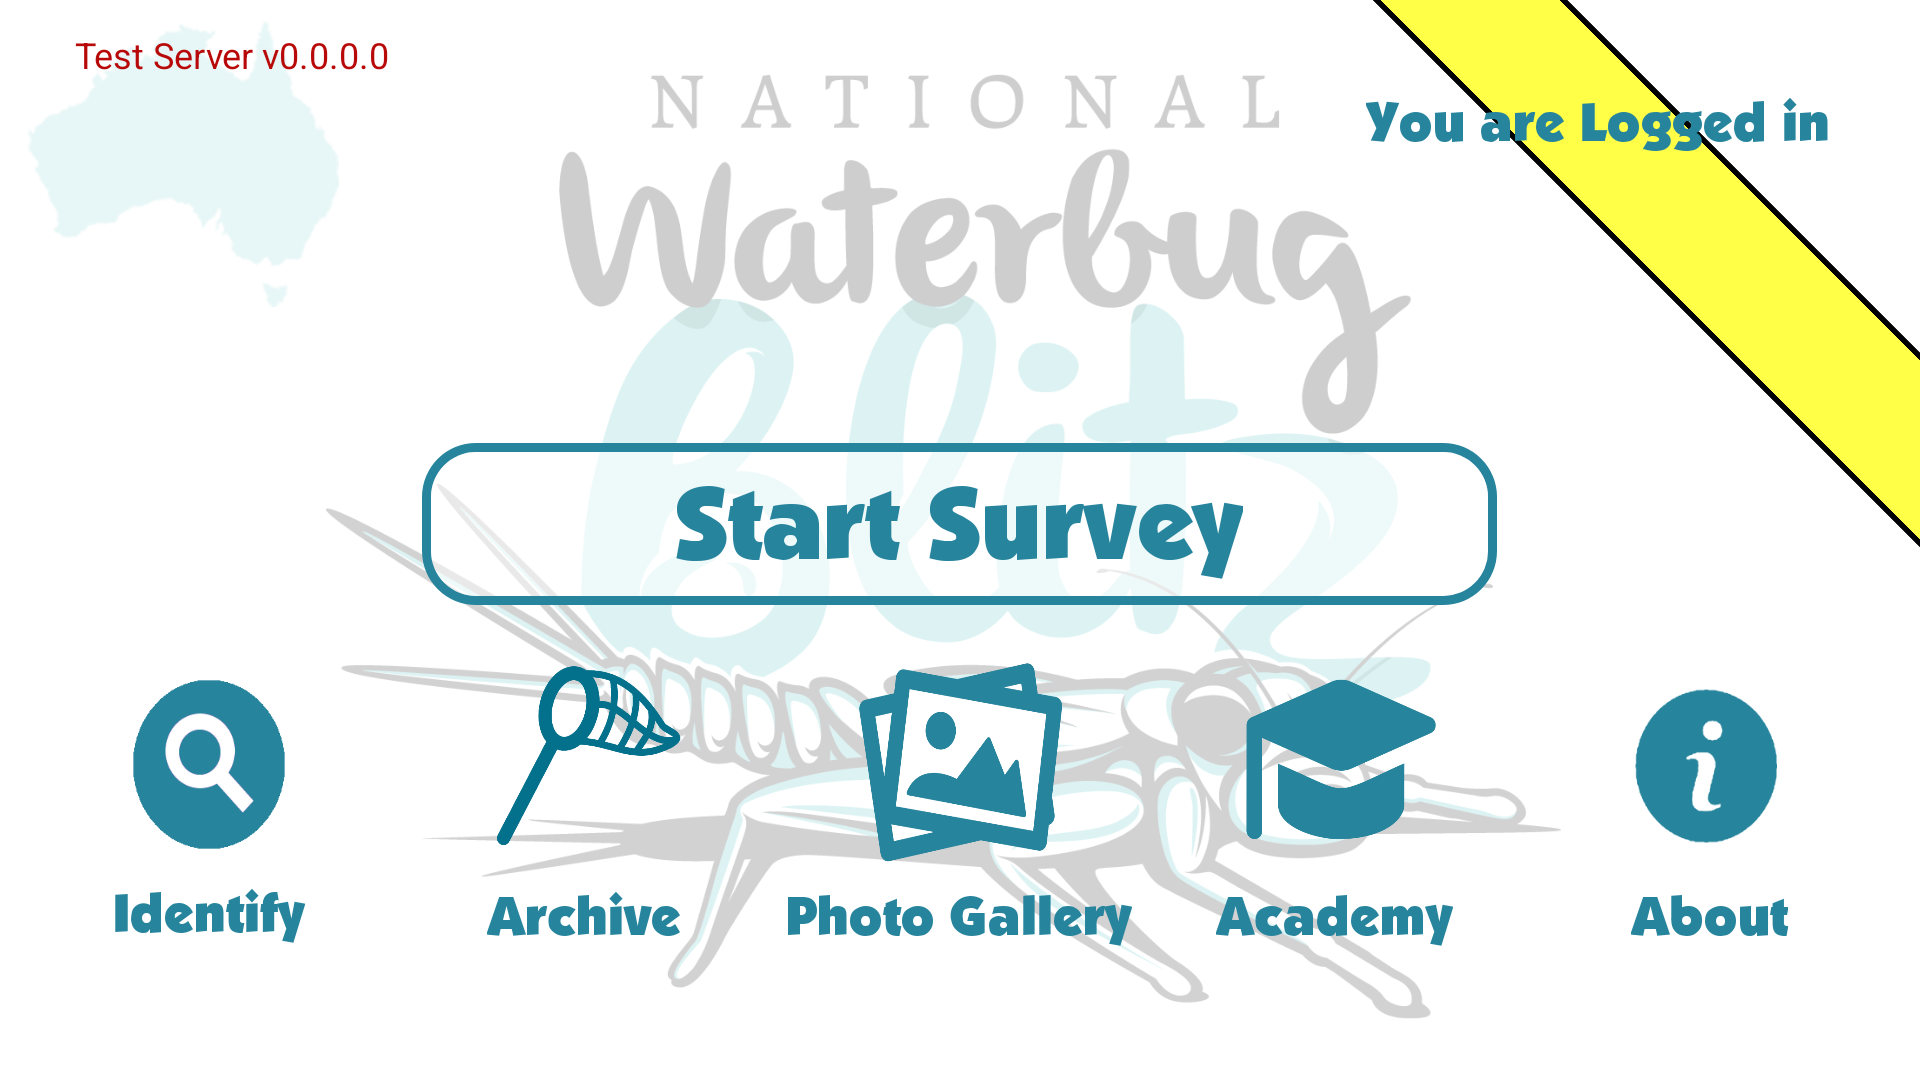 Test Server v0.0.0.0
NATIONAL
Waterbug
blitz
You are Logged in
Start Survey
Identify
Archive
Photo Gallery
Academy
About